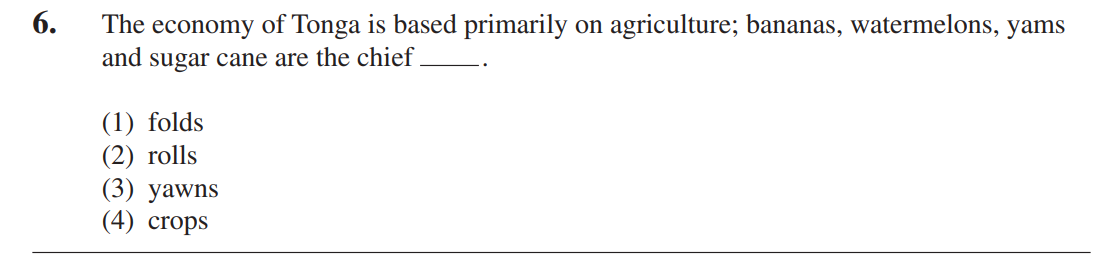 6. The economy of Tonga is based primarily on agriculture; bananas, watermelons, yams
and sugar cane are the chief _____.
(1) folds
(2) rolls
(3) yawns
(4) crops